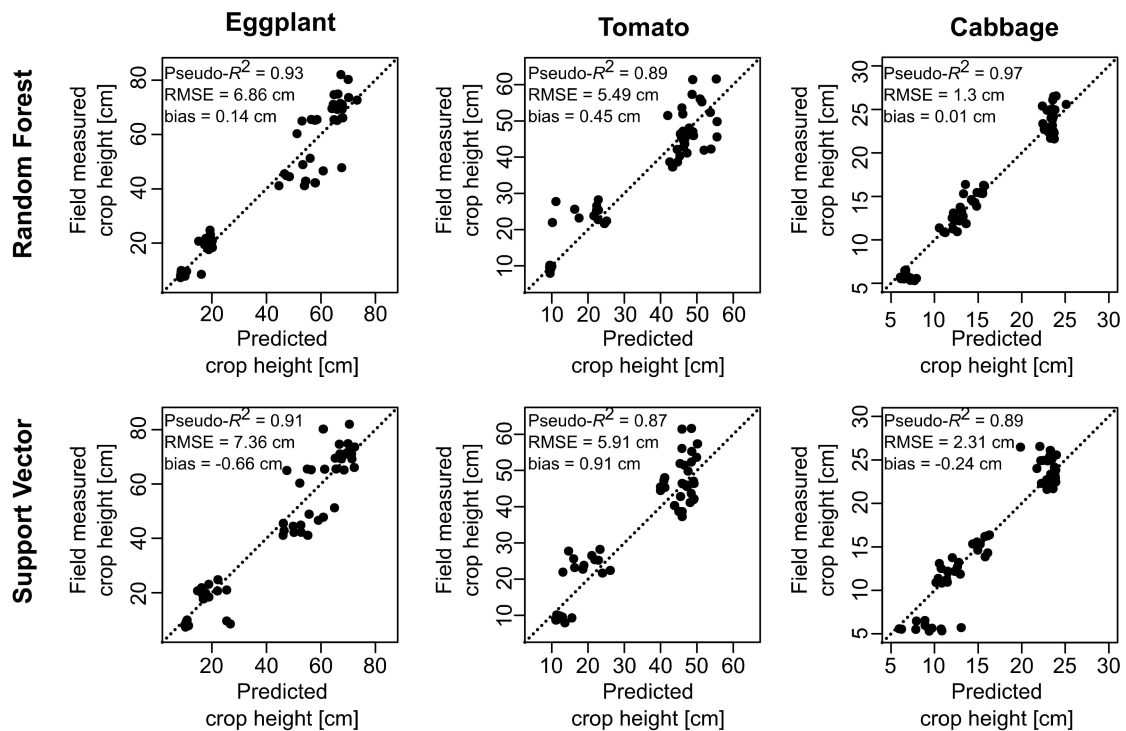 Eggplant
Tomato
Cabbage
Random Forest
Field measured
crop height [cm]
20
40
60
80
Pseudo-R² = 0.93
RMSE = 6.86 cm
bias = 0.14 cm
20
40
60
80
Predicted
crop height [cm]
Field measured
crop height [cm]
10
20
30
40
50
60
Pseudo-R² = 0.89
RMSE = 5.49 cm
bias = 0.45 cm
10
20
30
40
50
60
Predicted
crop height [cm]
Field measured
crop height [cm]
5
10
15
20
25
30
Pseudo-R² = 0.97
RMSE = 1.3 cm
bias = 0.01 cm
5
10
15
20
25
30
Predicted
crop height [cm]
Support Vector
Field measured
crop height [cm]
20
40
60
80
Pseudo-R² = 0.91
RMSE = 7.36 cm
bias = -0.66 cm
20
40
60
80
Predicted
crop height [cm]
Field measured
crop height [cm]
10
20
30
40
50
60
Pseudo-R² = 0.87
RMSE = 5.91 cm
bias = 0.91 cm
10
20
30
40
50
60
Predicted
crop height [cm]
Field measured
crop height [cm]
5
10
15
20
25
30
Pseudo-R² = 0.89
RMSE = 2.31 cm
bias = -0.24 cm
5
10
15
20
25
30
Predicted
crop height [cm]